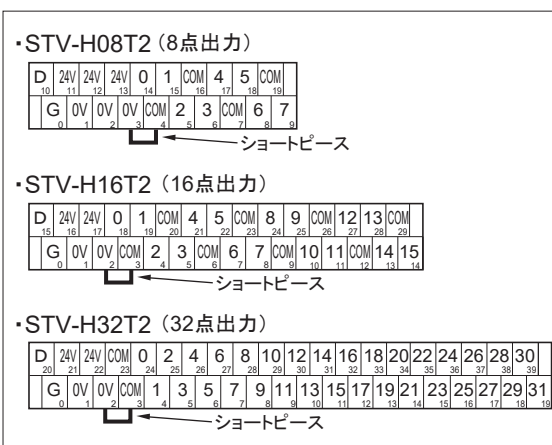 ・STV-H08T2（8点出力）
D 24V 24V 24V 0 1 COM 4 5 COM
10 11 12 13 14 15 16 17 18 19
G 0V 0V 0V COM 2 3 COM 6 7
0 1 2 3 4 5 6 7 8 9
ショートピース
・STV-H16T2（16点出力）
D 24V 24V 0 1 COM 4 5 COM 8 9 COM 12 13 COM
15 16 17 18 19 20 21 22 23 24 25 26 27 28 29
G 0V 0V COM 2 3 COM 6 7 COM 10 11 COM 14 15
0 1 2 3 4 5 6 7 8 9 10 11 12 13 14
ショートピース
・STV-H32T2（32点出力）
D 24V 24V COM 0 2 4 6 8 10 12 14 16 18 20 22 24 26 28 30
20 21 22 23 24 25 26 27 28 29 30 31 32 33 34 35 36 37 38 39
G 0V 0V COM 1 3 5 7 9 11 13 15 17 19 21 23 25 27 29 31
0 1 2 3 4 5 6 7 8 9 10 11 12 13 14 15 16 17 18 19
ショートピース